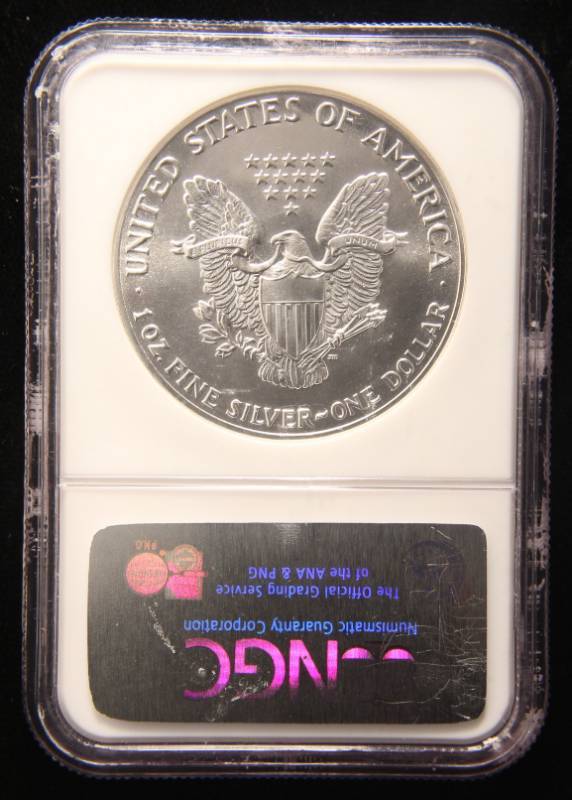 UNITED STATES OF AMERICA
UNUM
1 OZ. FINE SILVER~ONE DOLLAR
NGC
Numismatic Guaranty Corporation
The Official Grading Service
of the ANA & PNG